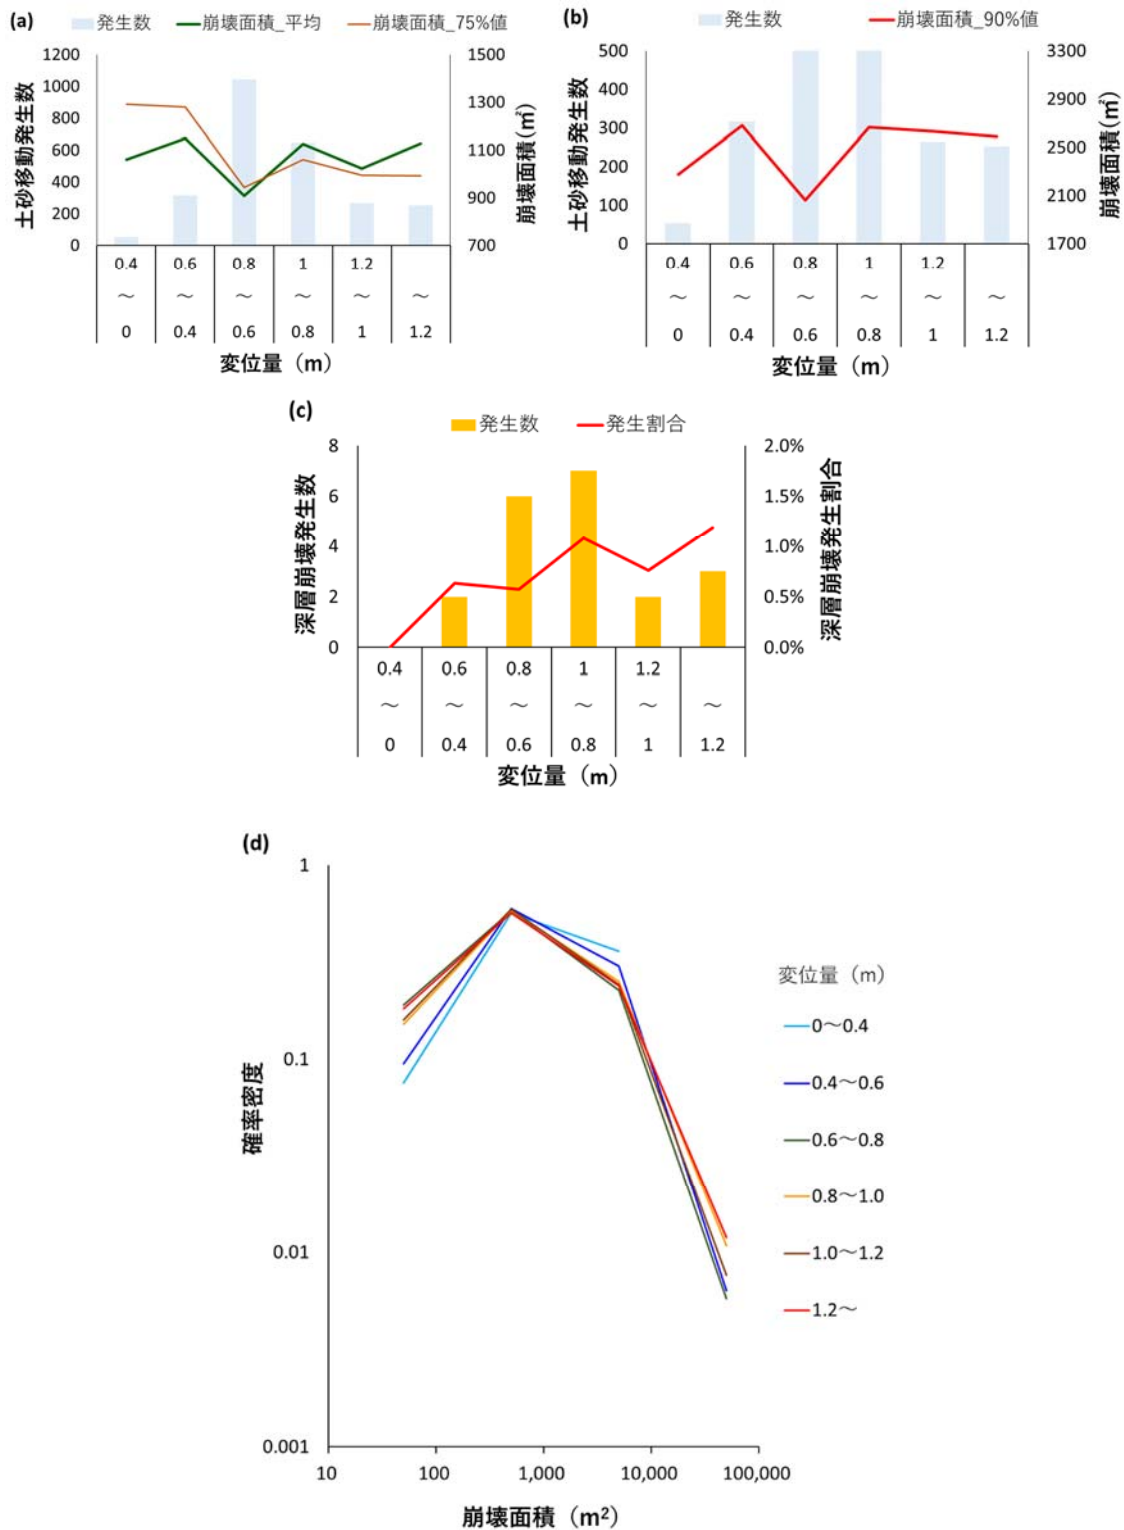 (a) 発生数 崩壊面積_平均 崩壊面積_75%値
土砂移動発生数
1200
1000
800
600
400
200
0
1500
1300
1100
900
700
崩壊面積(㎡)
0.4 0.6 0.8 1 1.2
～ ～ ～ ～ ～ ～
0 0.4 0.6 0.8 1 1.2
変位量（m）
(b) 発生数 崩壊面積_90%値
土砂移動発生数
500
400
300
200
100
0
3300
2900
2500
2100
1700
崩壊面積(㎡)
0.4 0.6 0.8 1 1.2
～ ～ ～ ～ ～ ～
0 0.4 0.6 0.8 1 1.2
変位量（m）
(c) 発生数 発生割合
深層崩壊発生数
8
6
4
2
0
2.0%
1.5%
1.0%
0.5%
0.0%
深層崩壊発生割合
0.4 0.6 0.8 1 1.2
～ ～ ～ ～ ～ ～
0 0.4 0.6 0.8 1 1.2
変位量（m）
(d)
確率密度
1
0.1
0.01
0.001
10 100 1,000 10,000 100,000
崩壊面積（m²）
変位量（m）
0～0.4
0.4～0.6
0.6～0.8
0.8～1.0
1.0～1.2
1.2～